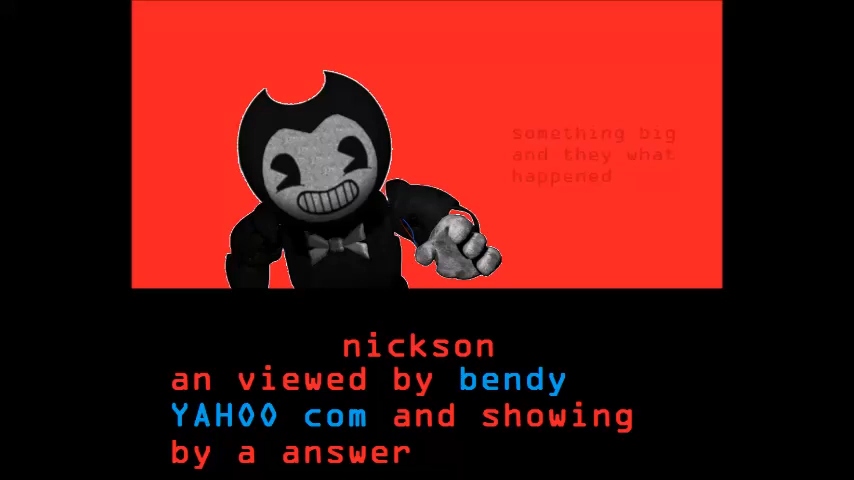 something big
and they what
happened
nickson
an viewed by bendy
YAHOO com and showing
by a answer